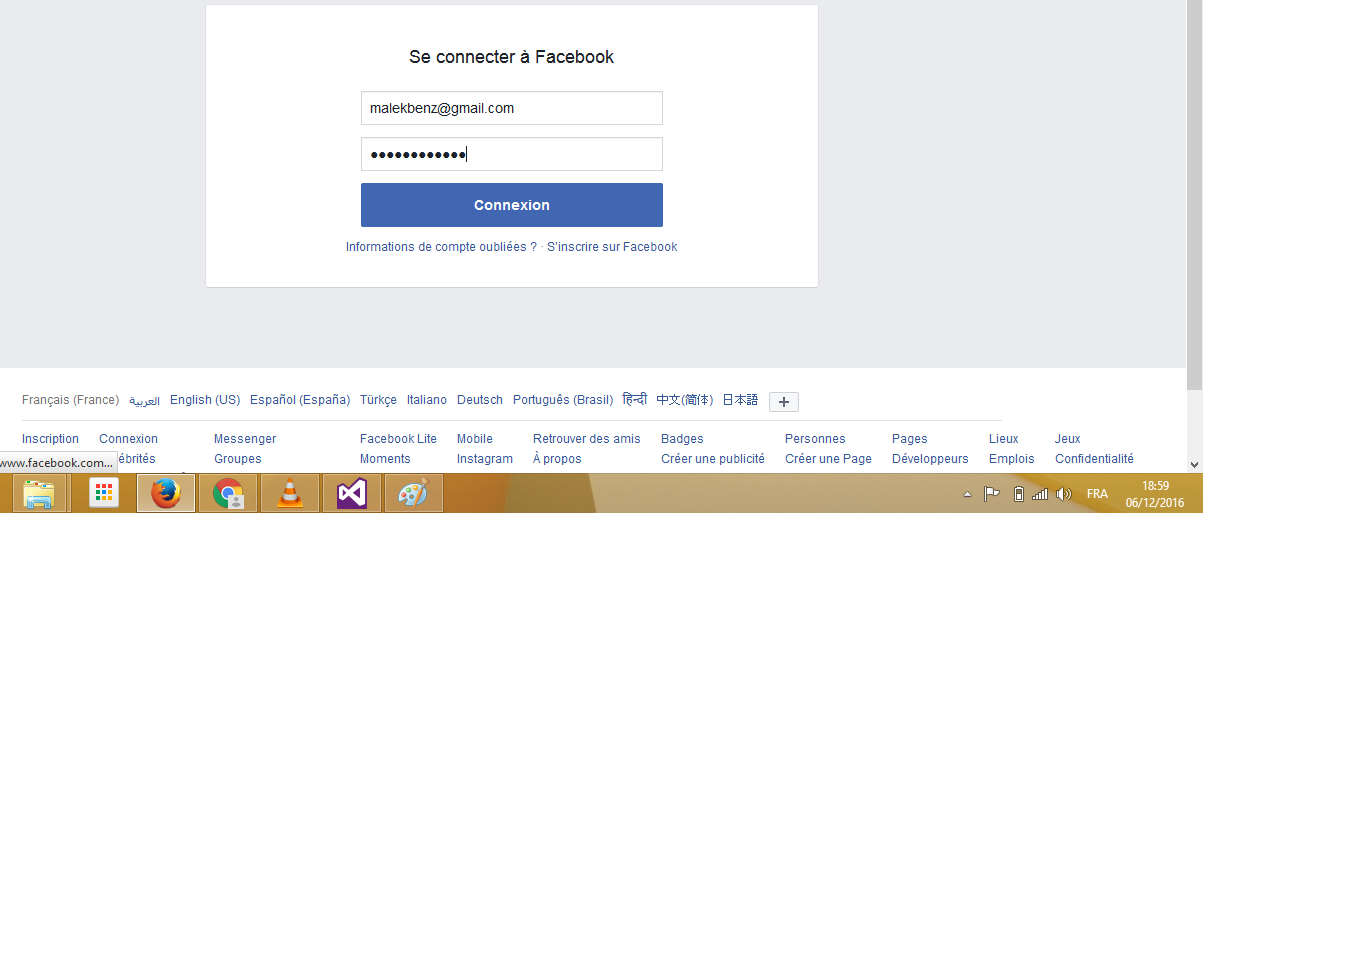 Se connecter à Facebook
malekbenz@gmail.com
Connexion
Informations de compte oubliées ? · S'inscrire sur Facebook
Français (France) العربية English (US) Español (España) Türkçe Italiano Deutsch Português (Brasil) हिन्दी 中文(简体) 日本語
Inscription Connexion Messenger Facebook Lite Mobile Retrouver des amis Badges Personnes Pages Lieux Jeux
ébrités Groupes Moments Instagram À propos Créer une publicité Créer une Page Développeurs Emplois Confidentialité
www.facebook.com...
FRA
18:59
06/12/2016